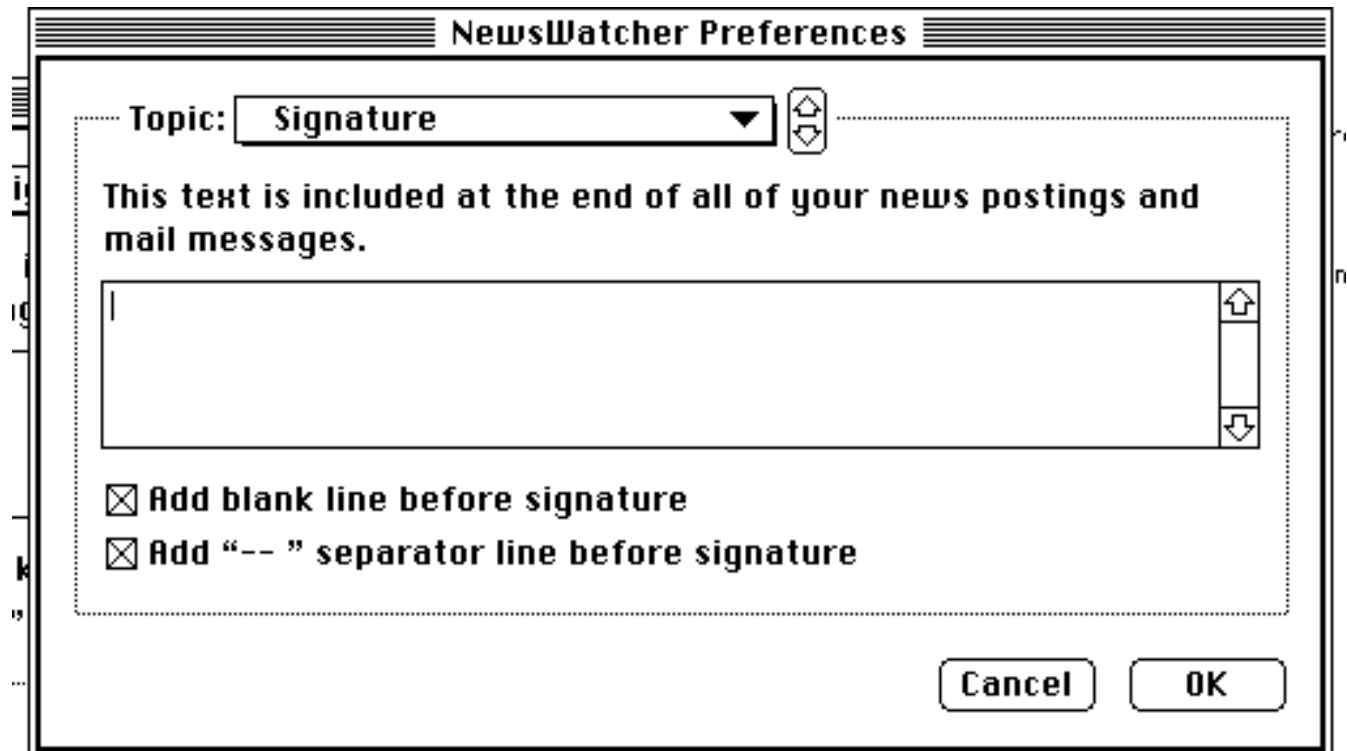 NewsWatcher Preferences
Topic: Signature
This text is included at the end of all of your news postings and
mail messages.
Add blank line before signature
Add “-- ” separator line before signature
Cancel OK